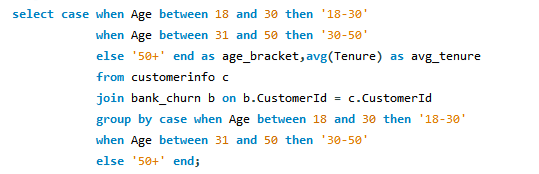 select case when Age between 18 and 30 then '18-30'
when Age between 31 and 50 then '30-50'
else '50+' end as age_bracket,avg(Tenure) as avg_tenure
from customerinfo c
join bank_churn b on b.CustomerId = c.CustomerId
group by case when Age between 18 and 30 then '18-30'
when Age between 31 and 50 then '30-50'
else '50+' end;